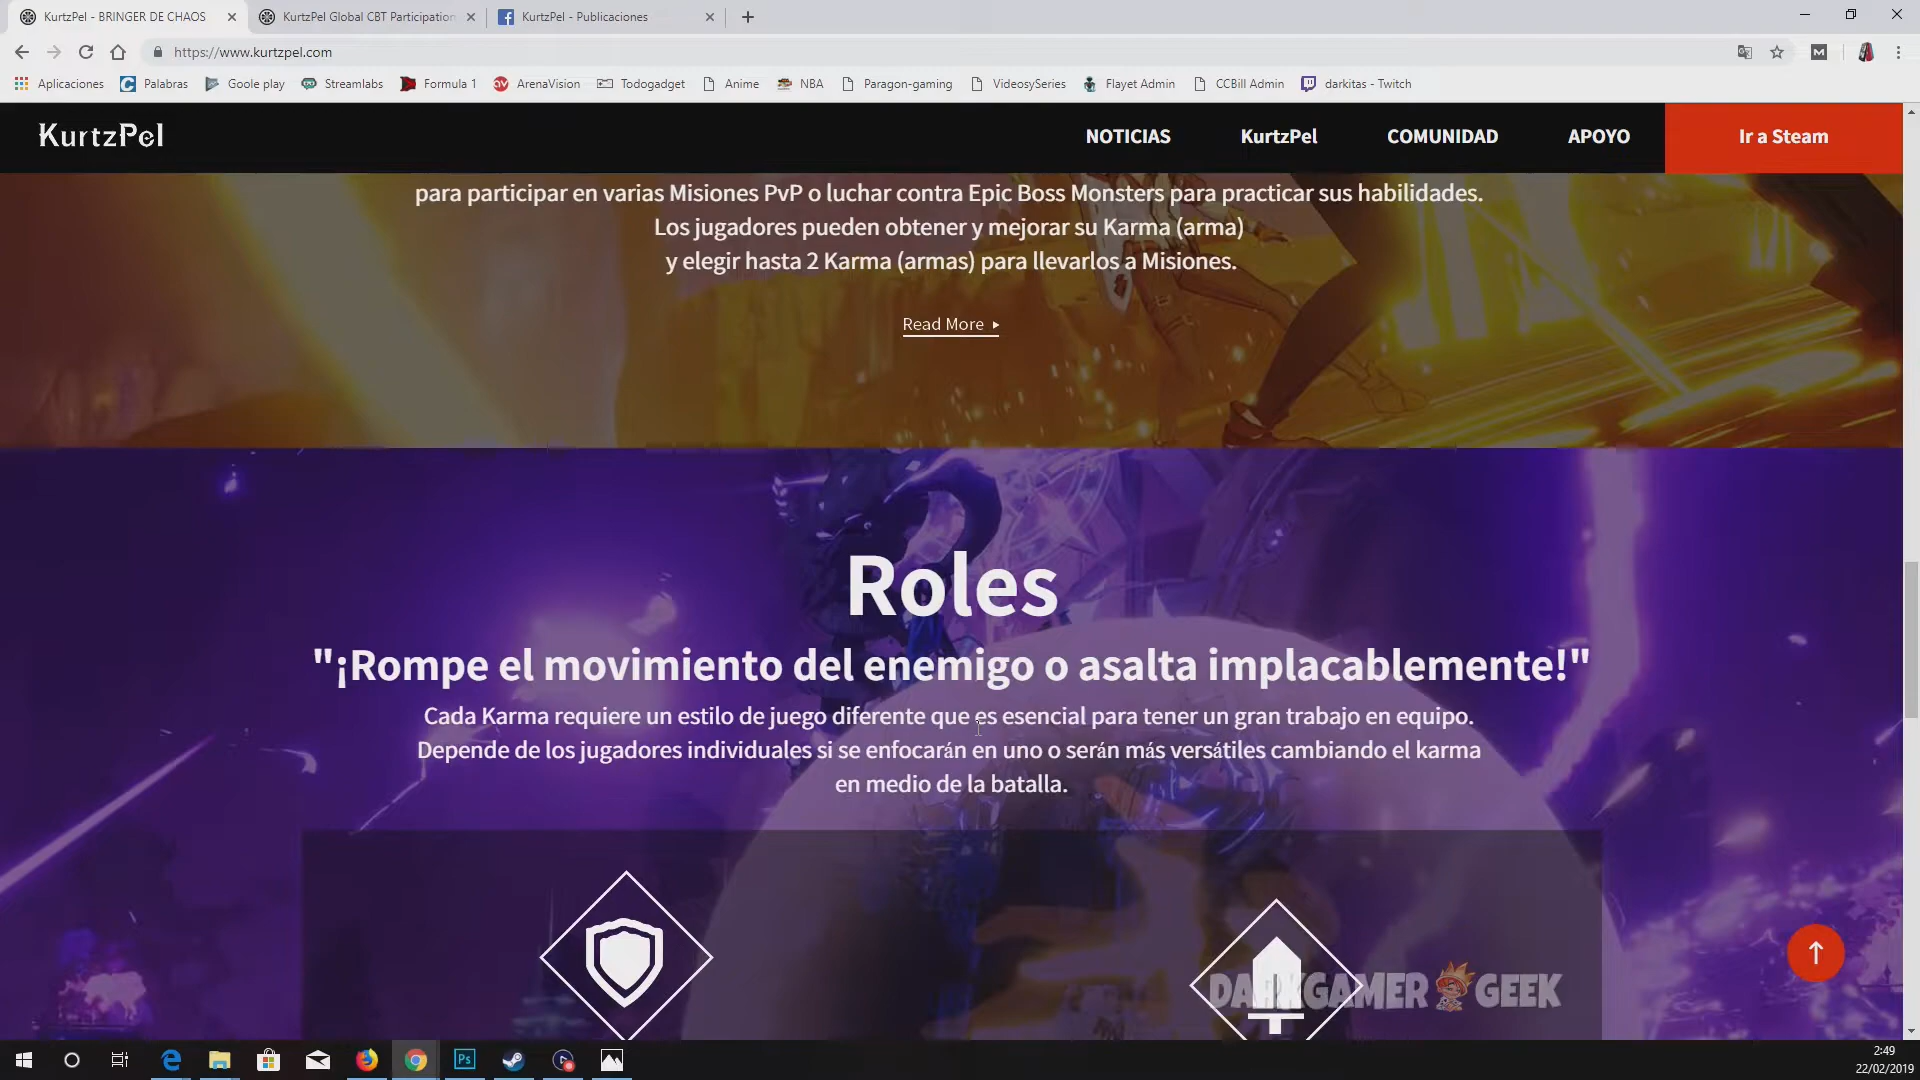 KurtzPel - BRINGER DE CHAOS
KurtzPel Global CBT Participation
KurtzPel - Publicaciones
https://www.kurtzpel.com
Aplicaciones
Palabras
Goole play
Streamlabs
Formula 1
ArenaVision
Todogadget
Anime
NBA
Paragon-gaming
VideosySeries
Flayet Admin
CCBill Admin
darkitas - Twitch
KurtzPel
NOTICIAS
KurtzPel
COMUNIDAD
APOYO
Ir a Steam
para participar en varias Misiones PvP o luchar contra Epic Boss Monsters para practicar sus habilidades.
Los jugadores pueden obtener y mejorar su Karma (arma)
y elegir hasta 2 Karma (armas) para llevarlos a Misiones.
Read More
Roles
"¡Rompe el movimiento del enemigo o asalta implacablemente!"
Cada Karma requiere un estilo de juego diferente que es esencial para tener un gran trabajo en equipo.
Depende de los jugadores individuales si se enfocarán en uno o serán más versátiles cambiando el karma
en medio de la batalla.
DARKGAMER GEEK
Ps
2:49
22/02/2019